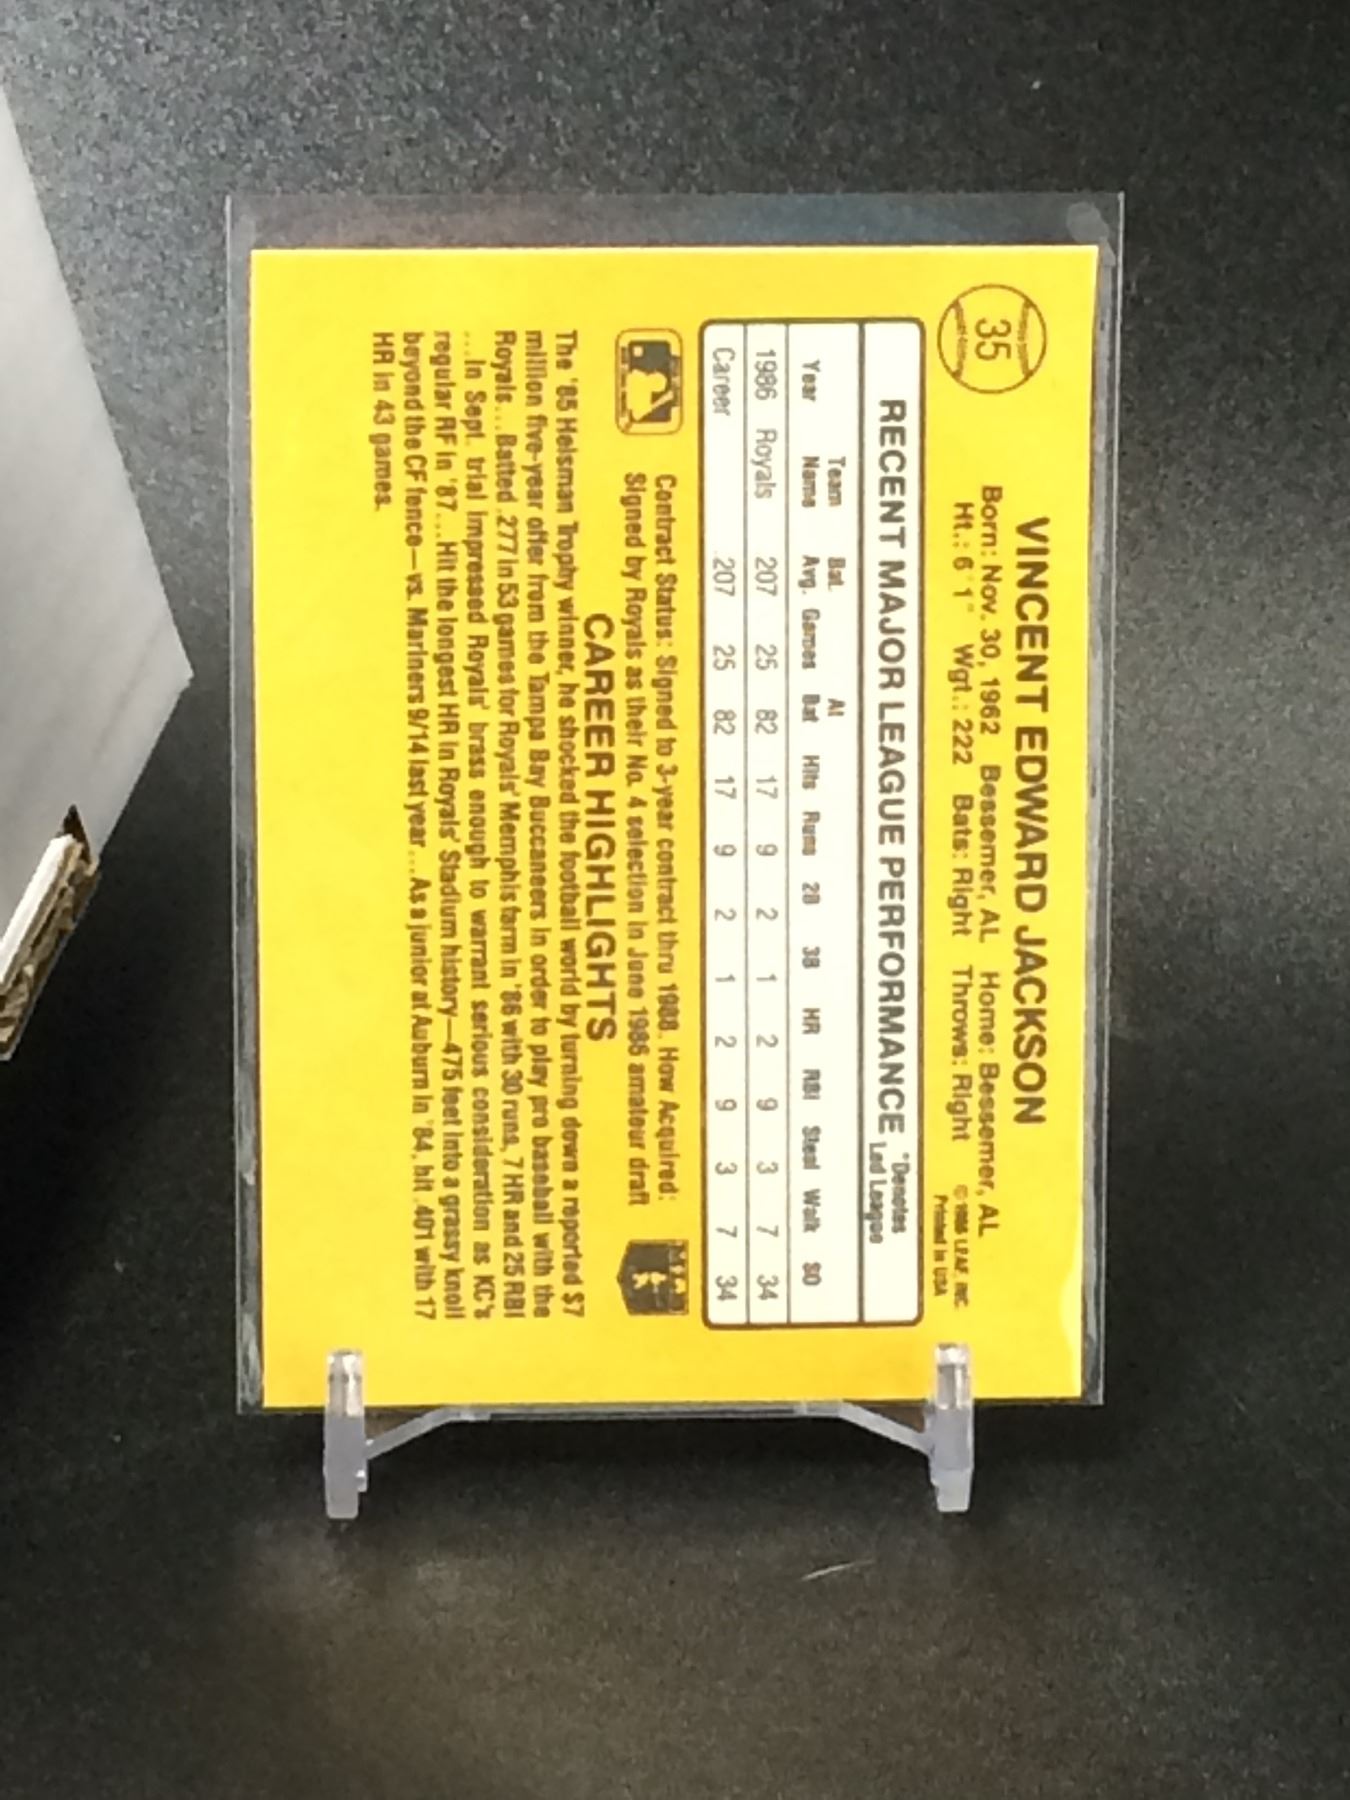 35
VINCENT EDWARD JACKSON
Born: Nov. 30, 1962 Bessemer, AL Home: Bessemer, AL
Ht.: 6'1" Wgt.: 222 Bats: Right Throws: Right
LEAF, INC.
Printed in USA
RECENT MAJOR LEAGUE PERFORMANCE *Denotes Led League
Year Team Name Bat. Avg. Games At Bat Hits Runs 2B 3B HR RBI Steal Walk SO
1986 Royals .207 25 82 17 9 2 1 2 9 3 7 34
Career .207 25 82 17 9 2 1 2 9 3 7 34
Contract Status: Signed to 3-year contract thru 1988. How Acquired:
Signed by Royals as their No. 4 selection in June 1986 amateur draft
CAREER HIGHLIGHTS
The '85 Heisman Trophy winner, he shocked the football world by turning down a reported $7
million five-year offer from the Tampa Bay Buccaneers in order to play pro baseball with the
Royals...Batted .277 in 53 games for Royals' Memphis farm in '86 with 30 runs, 7 HR and 25 RBI
...In Sept. trial impressed Royals' brass enough to warrant serious consideration as KC's
regular RF in '87...Hit the longest HR in Royals' Stadium history—475 feet into a grassy knoll
beyond the CF fence—vs. Mariners 9/14 last year...As a junior at Auburn in '84, hit .401 with 17
HR in 43 games.